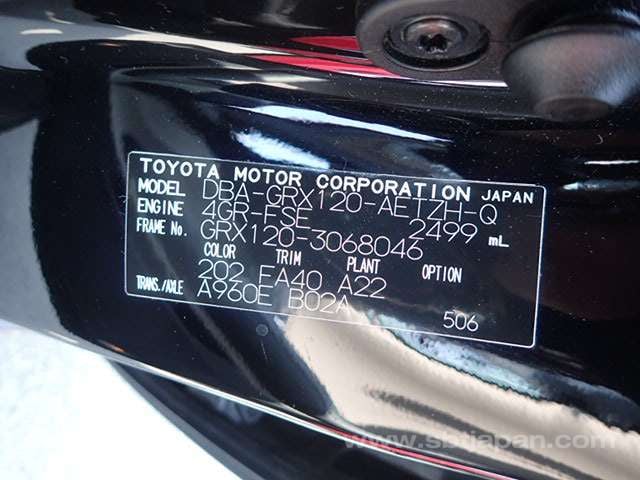 TOYOTA MOTOR CORPORATION JAPAN
MODEL DBA-GRX120-AETZH-Q
ENGINE 4GR-FSE 2499 mL
FRAME No. GRX120-3068046
COLOR TRIM PLANT OPTION
202 FA40 A22
TRANS./AXLE A960E B02A
506
www.sbtjapan.com